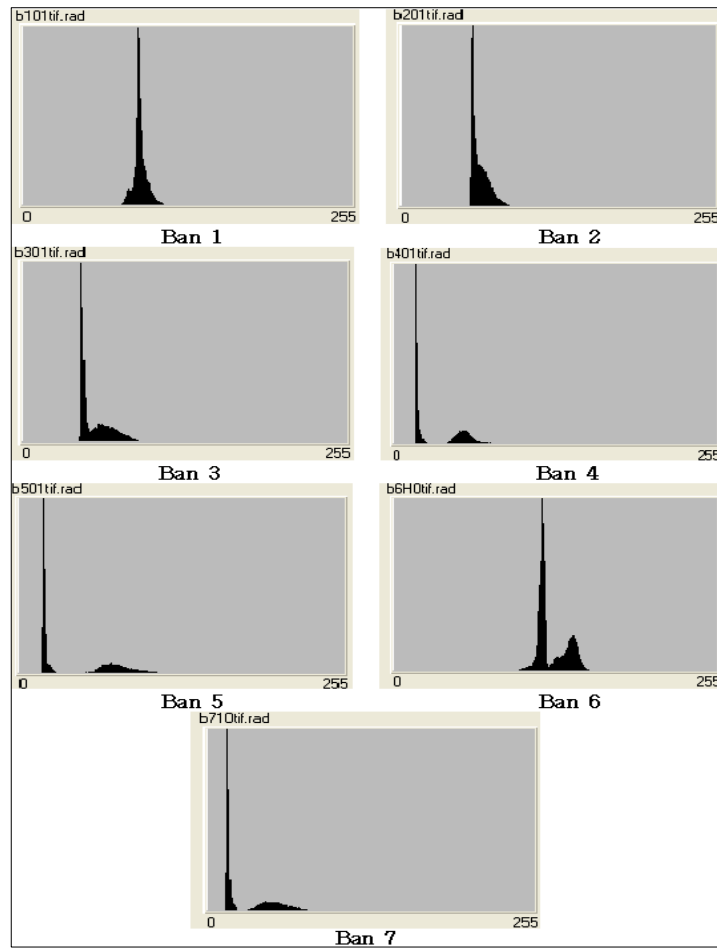 b101tif.rad
0 255
Ban 1
b201tif.rad
0 255
Ban 2
b301tif.rad
0 255
Ban 3
b401tif.rad
0 255
Ban 4
b501tif.rad
0 255
Ban 5
b6H0tif.rad
0 255
Ban 6
b710tif.rad
0 255
Ban 7